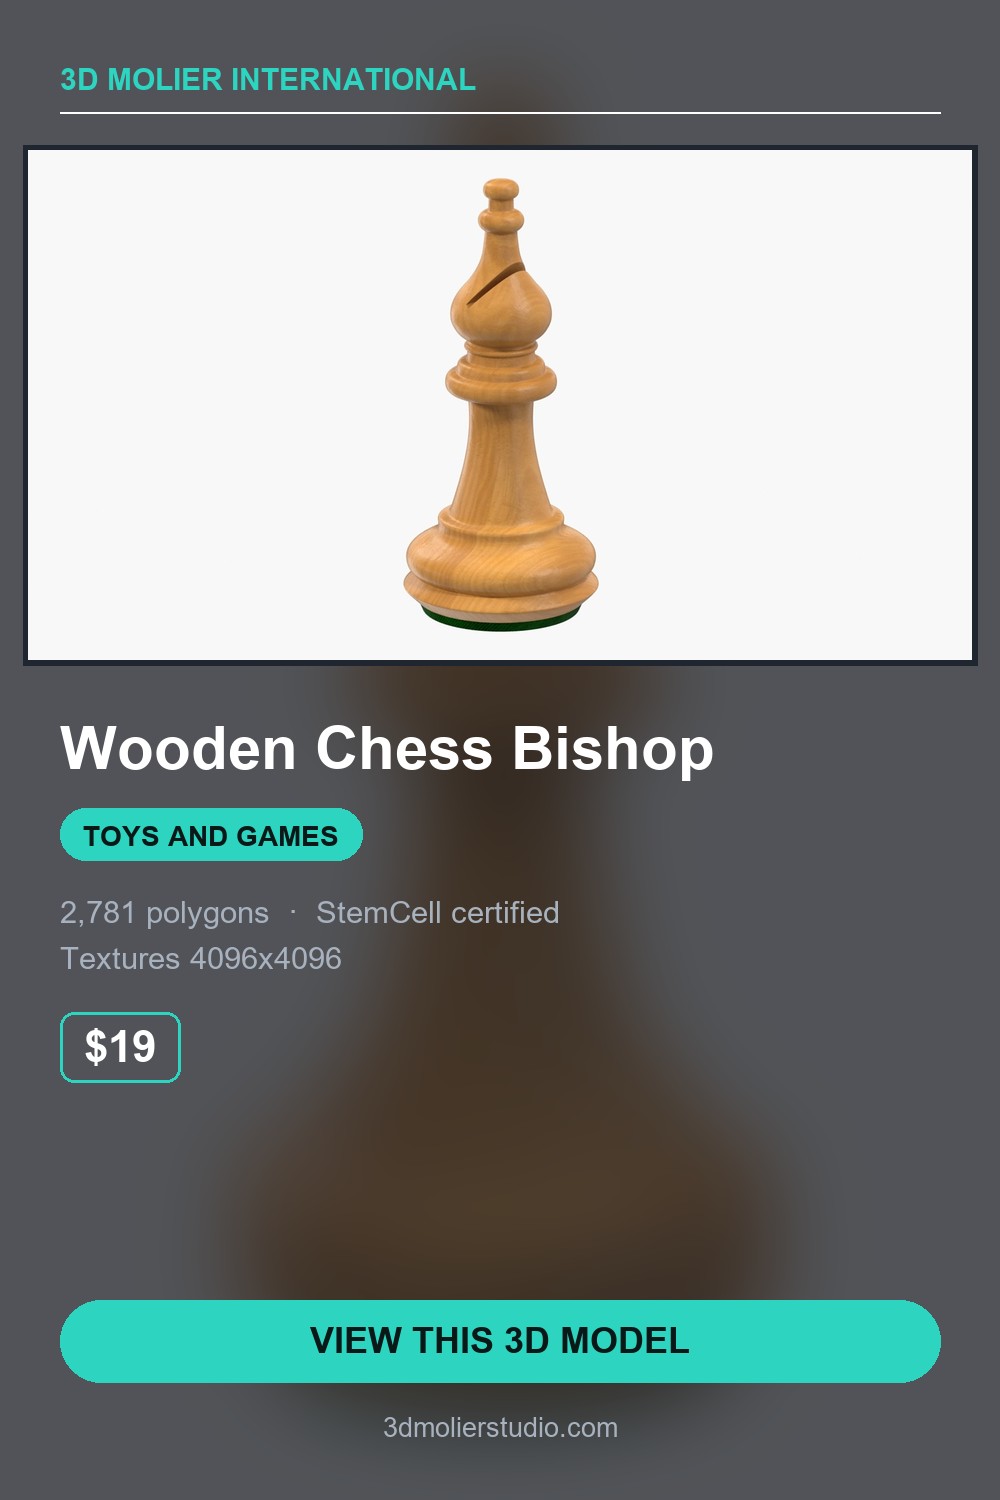 3D MOLIER INTERNATIONAL
Wooden Chess Bishop
TOYS AND GAMES
2,781 polygons · StemCell certified
Textures 4096x4096
$19
VIEW THIS 3D MODEL
3dmolierstudio.com